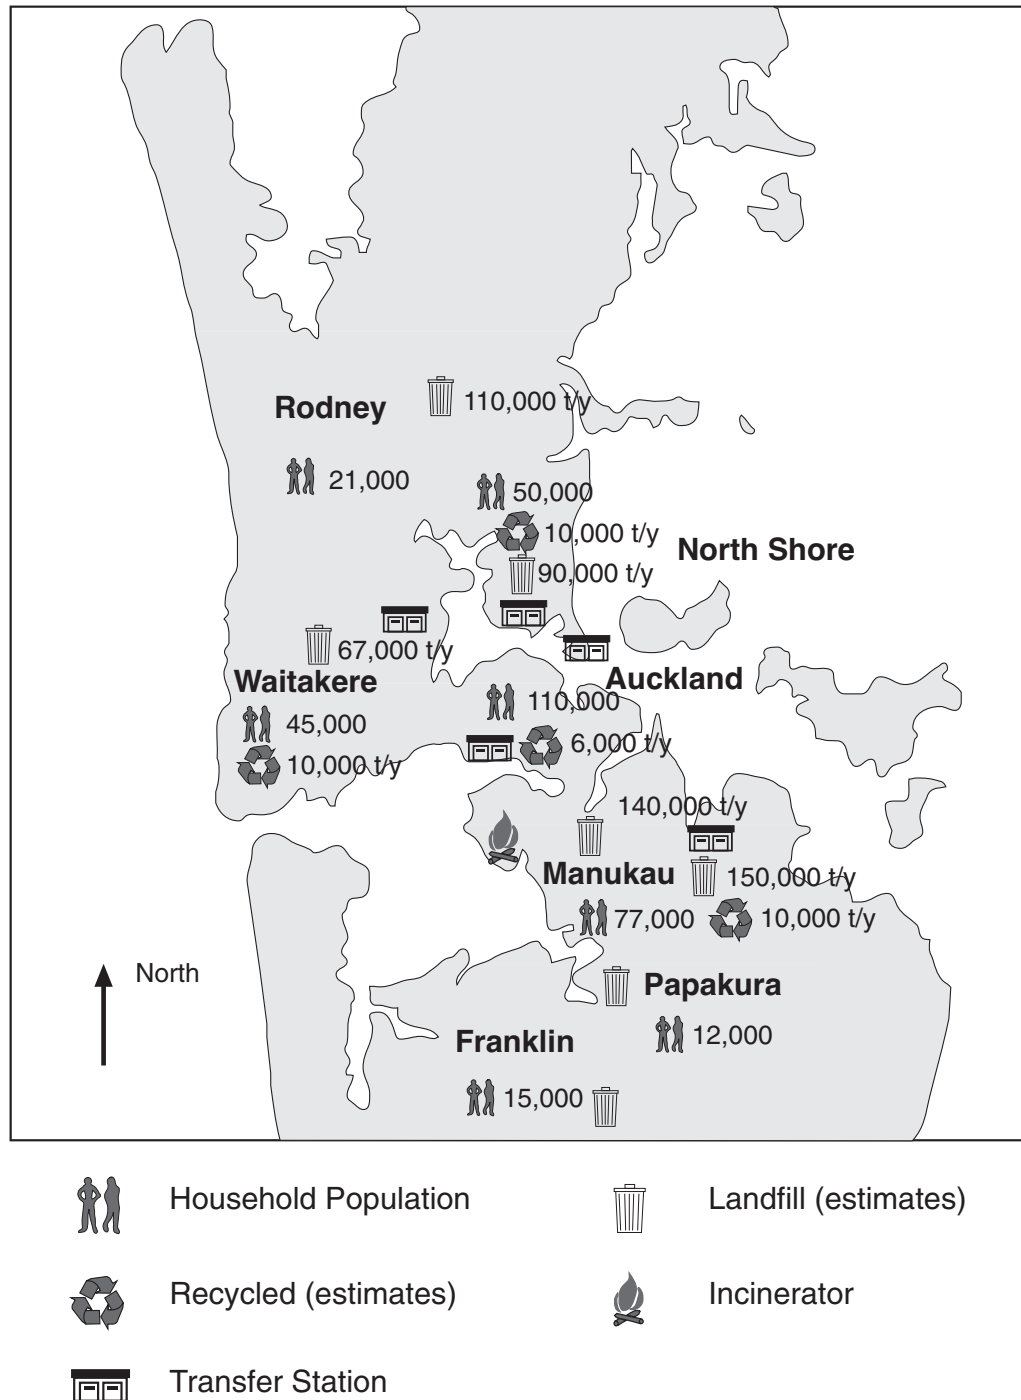 110,000 t/y
Rodney
21,000
50,000
10,000 t/y
North Shore
90,000 t/y
67,000 t/y
Waitakere
Auckland
110,000
45,000
6,000 t/y
10,000 t/y
140,000 t/y
Manukau
150,000 t/y
77,000
10,000 t/y
North
Papakura
12,000
Franklin
15,000
Household Population
Landfill (estimates)
Recycled (estimates)
Incinerator
Transfer Station